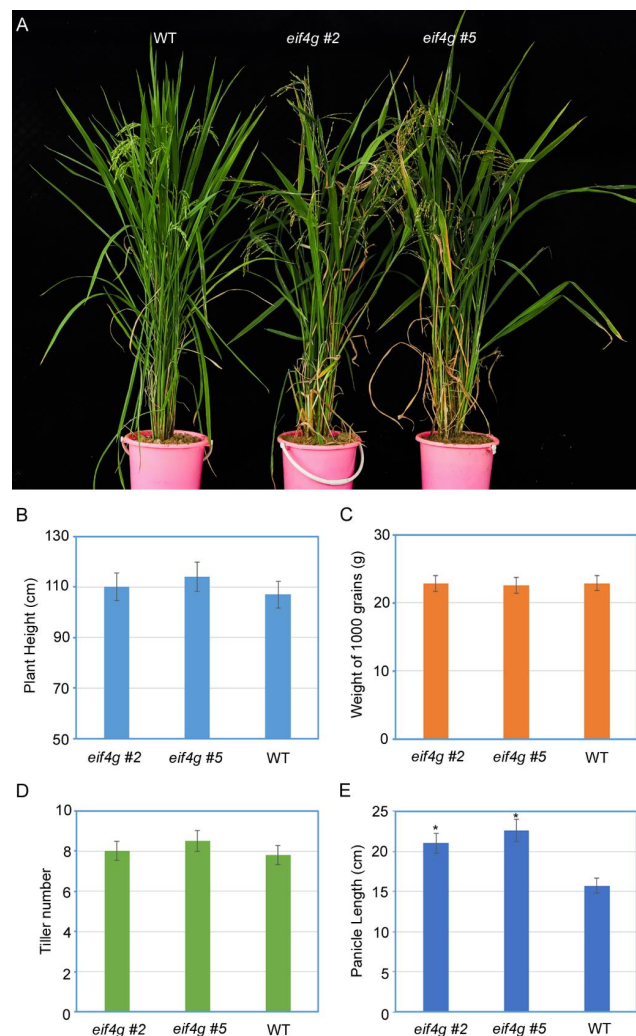 A
WT
eif4g #2
eif4g #5
B
130
110
90
70
50
Plant Height (cm)
eif4g #2
eif4g #5
WT
C
30
20
10
0
Weight of 1000 grains (g)
eif4g #2
eif4g #5
WT
D
10
8
6
4
2
0
Tiller number
eif4g #2
eif4g #5
WT
E
25
20
15
10
5
0
Panicle Length (cm)
*
*
eif4g #2
eif4g #5
WT